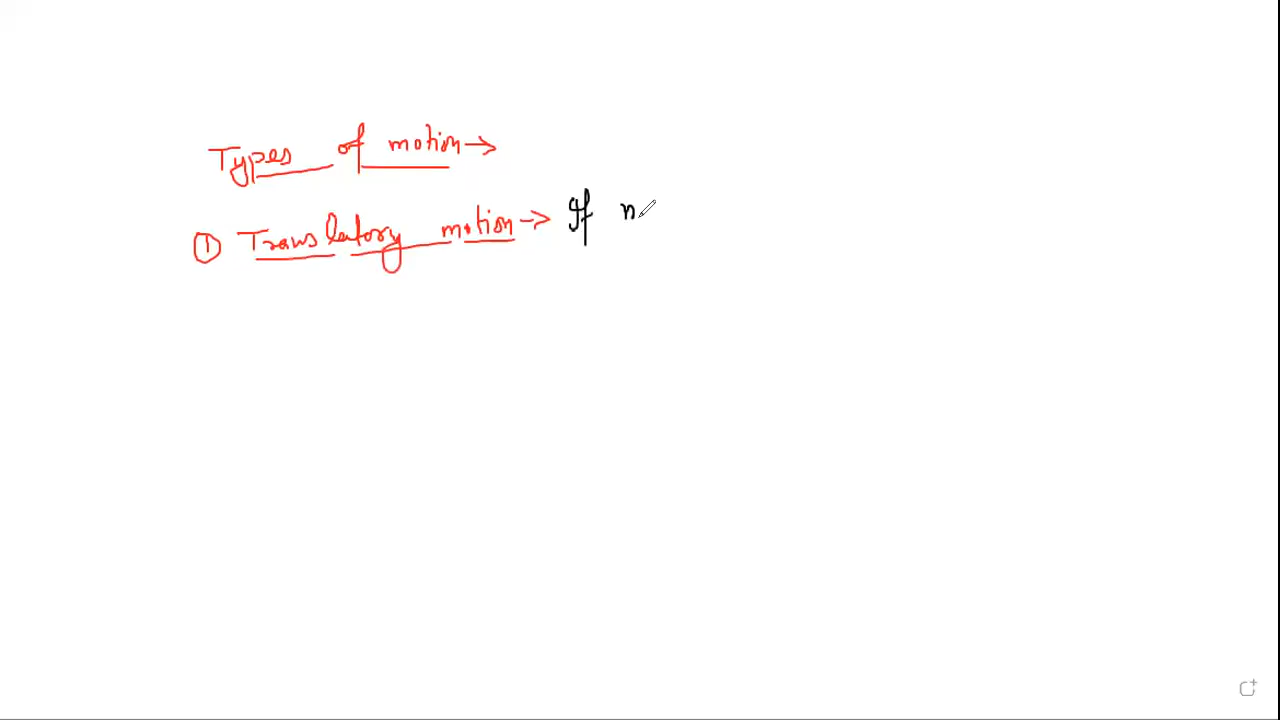 Types of motion →
① Translatory motion → If n